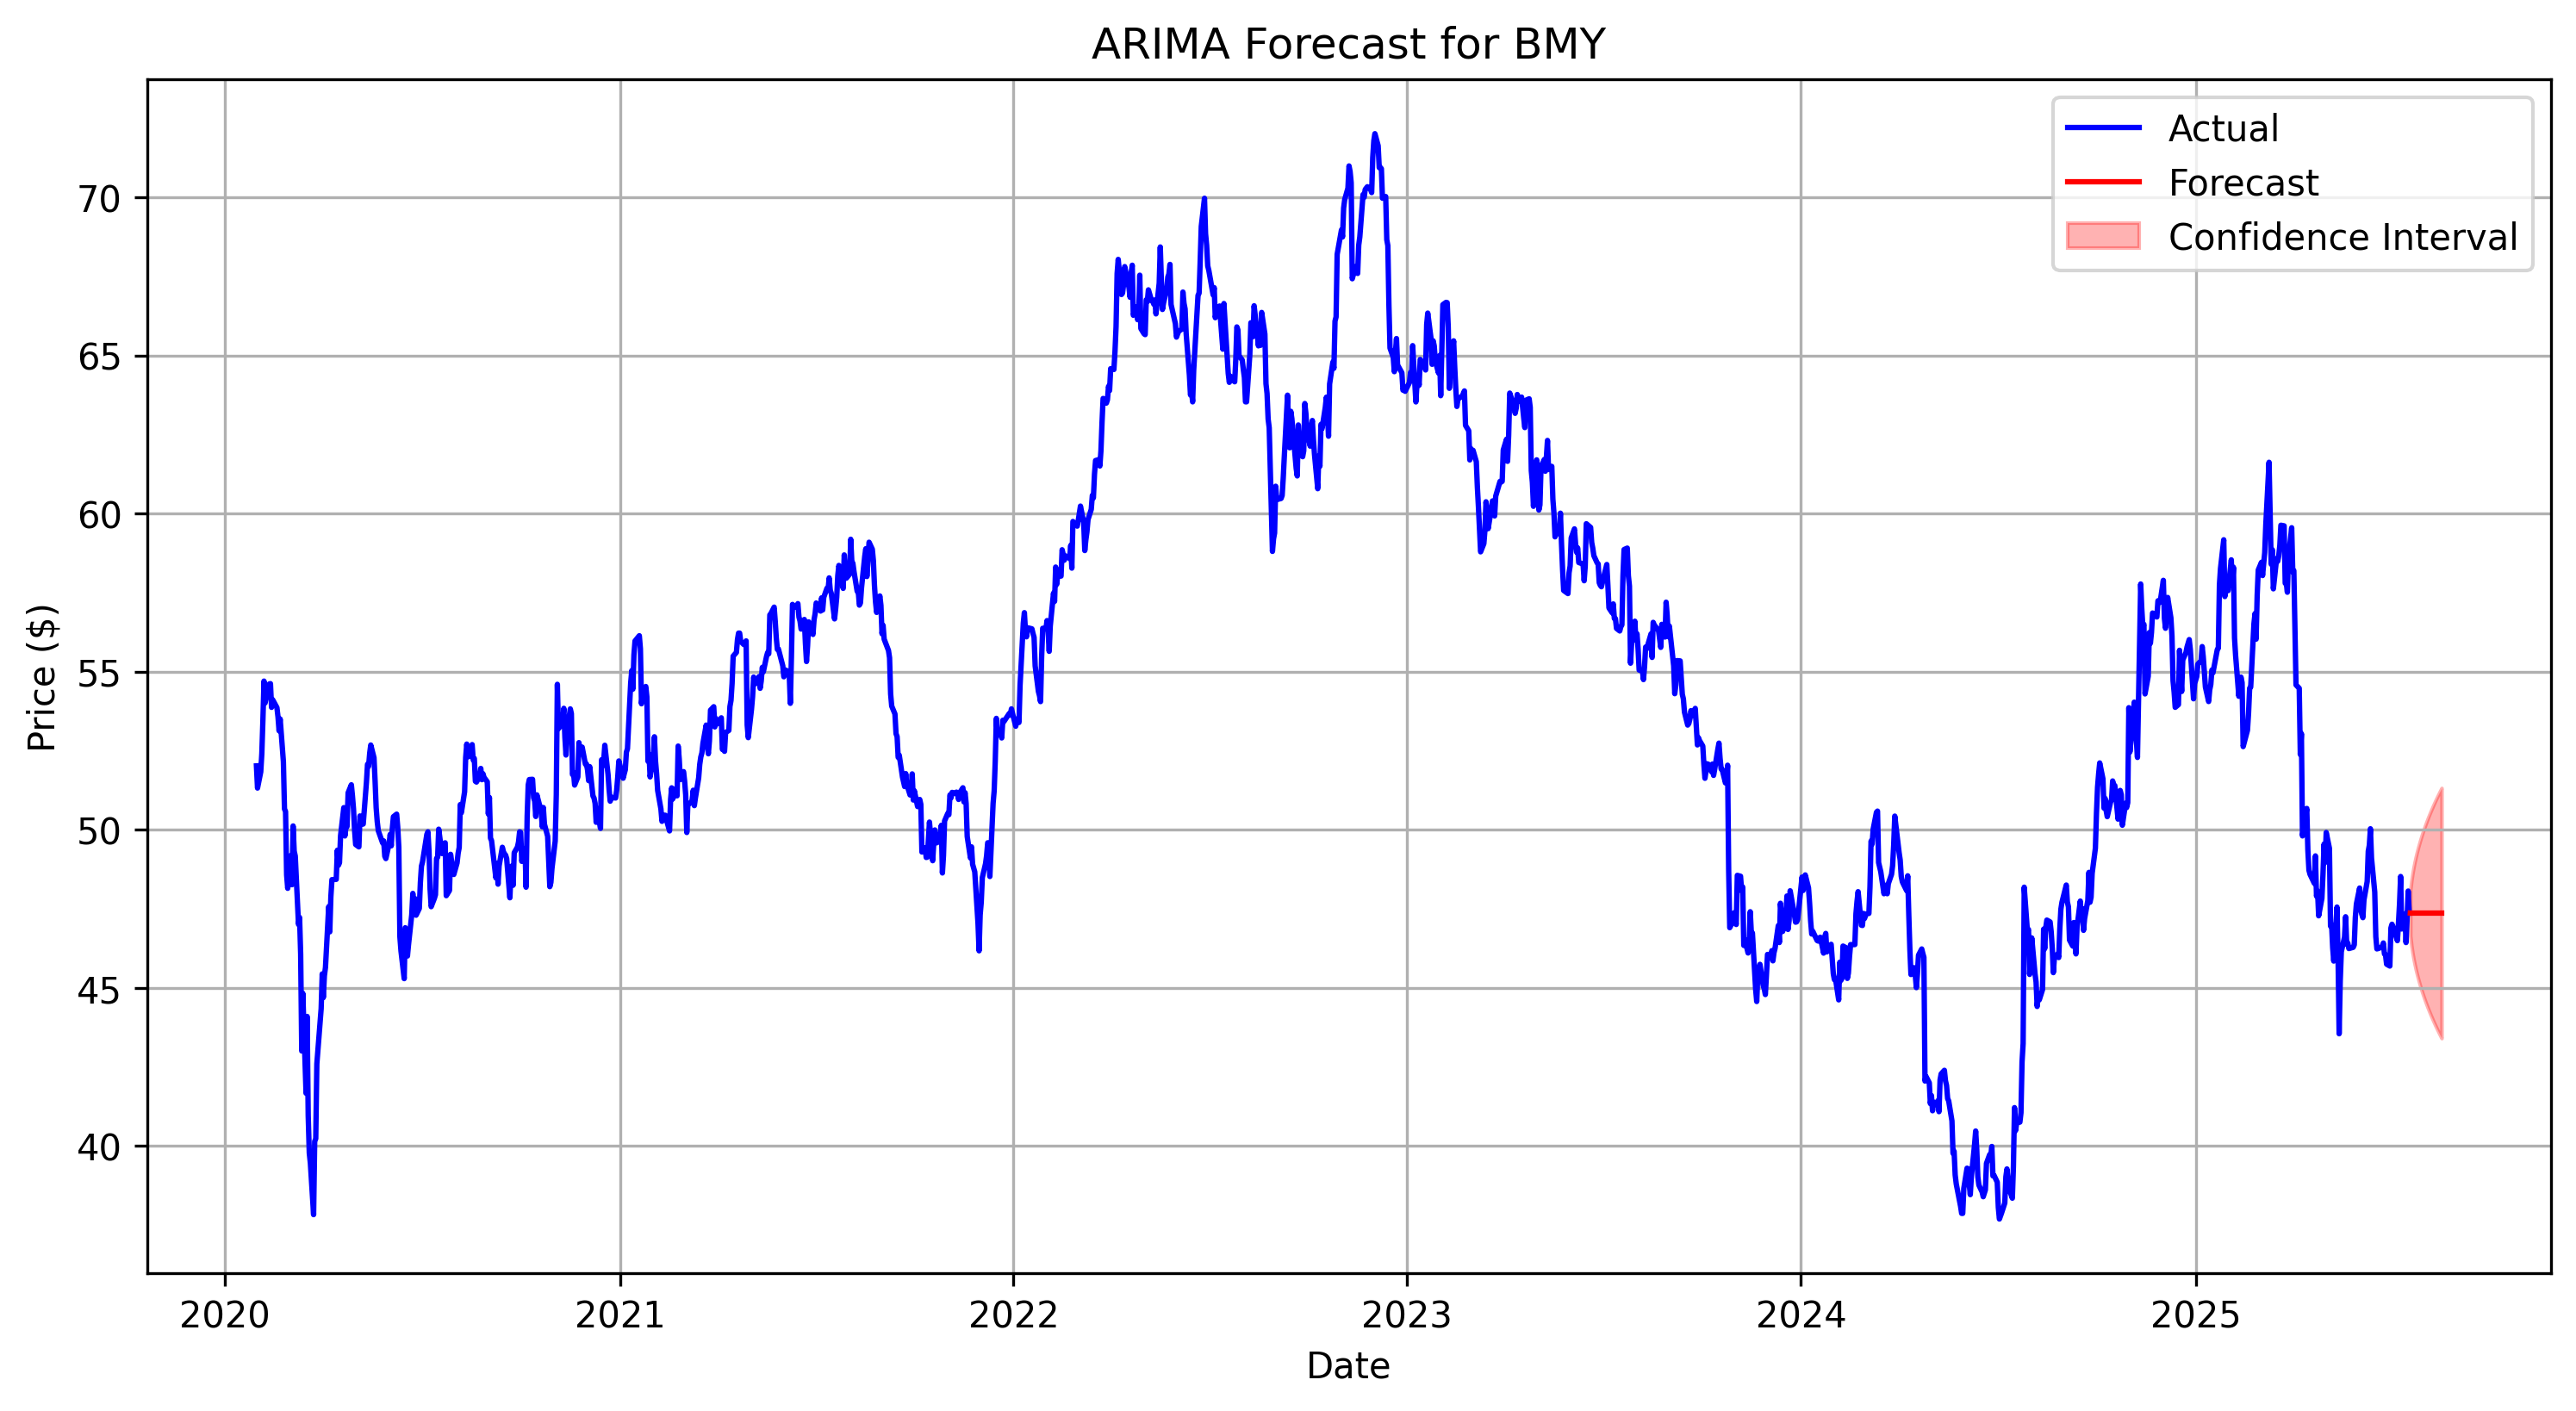 ARIMA Forecast for BMY
Actual
Forecast
Confidence Interval
Price ($)
70
65
60
55
50
45
40
2020
2021
2022
2023
2024
2025
Date